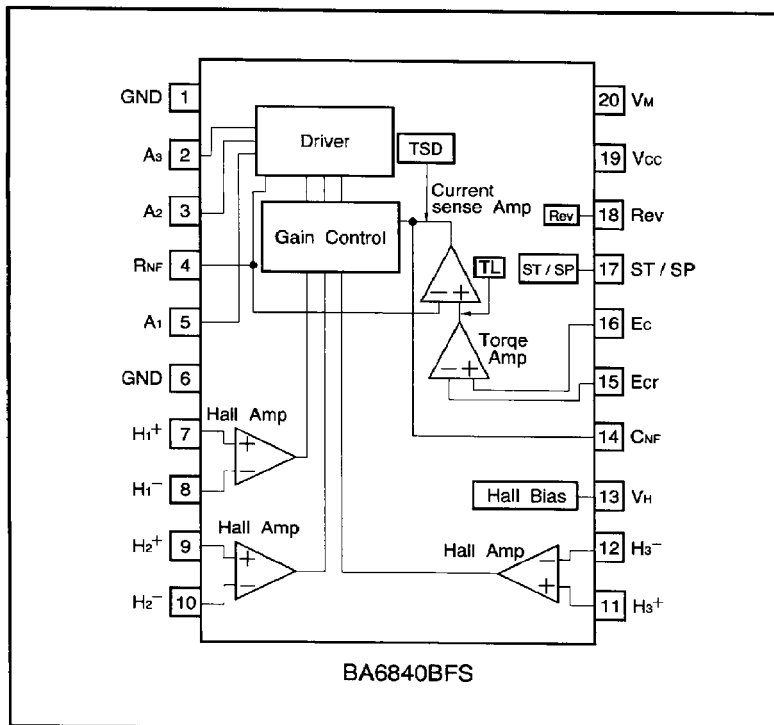 GND 1
A3 2
A2 3
RNF 4
A1 5
GND 6
H1+ 7
H1− 8
H2+ 9
H2− 10
20 VM
19 VCC
18 Rev
17 ST / SP
16 EC
15 Ecr
14 CNF
13 VH
12 H3−
11 H3+
Driver
TSD
Current
sense Amp
Gain Control
TL
− +
Torqe
Amp
− +
Rev
ST / SP
Hall Amp
+
−
Hall Amp
+
−
Hall Bias
Hall Amp
−
+
BA6840BFS